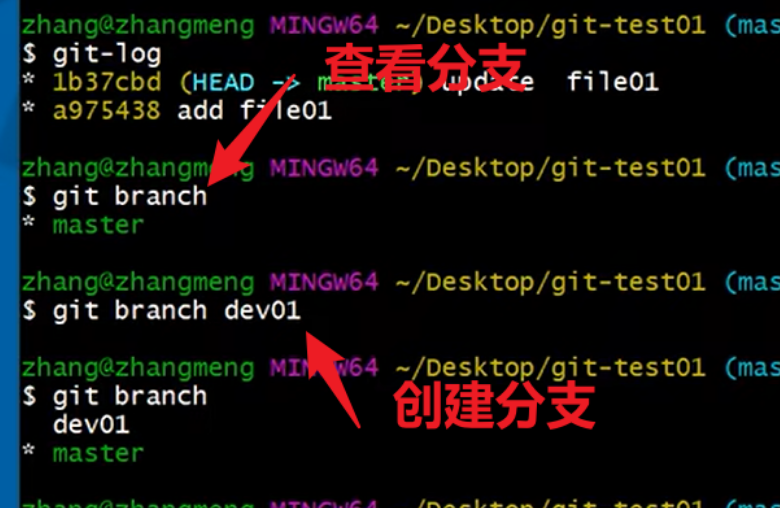 zhang@zhangmeng MINGW64 ~/Desktop/git-test01 (mas
$ git-log
查看分支
* 1b37cbd (HEAD -> master) update  file01
* a975438 add file01
zhang@zhangmeng MINGW64 ~/Desktop/git-test01 (mas
$ git branch
* master
zhang@zhangmeng MINGW64 ~/Desktop/git-test01 (mas
$ git branch dev01
zhang@zhangmeng MINGW64 ~/Desktop/git-test01 (mas
$ git branch
创建分支
dev01
* master
zhang@zhangmeng MINGW64 ~/Desktop/git-test01 (mas